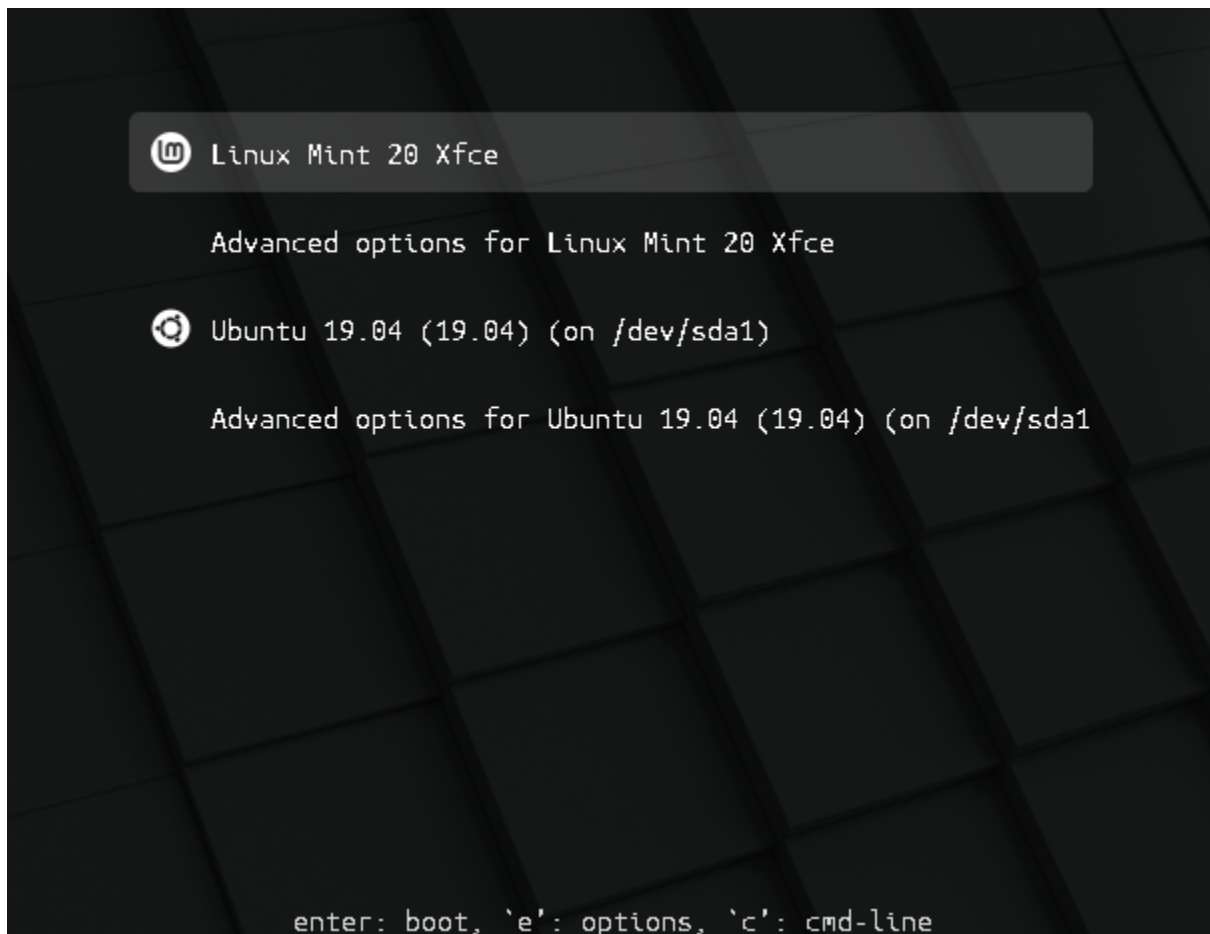 Linux Mint 20 Xfce
Advanced options for Linux Mint 20 Xfce
Ubuntu 19.04 (19.04) (on /dev/sda1)
Advanced options for Ubuntu 19.04 (19.04) (on /dev/sda1
enter: boot, `e': options, `c': cmd-line